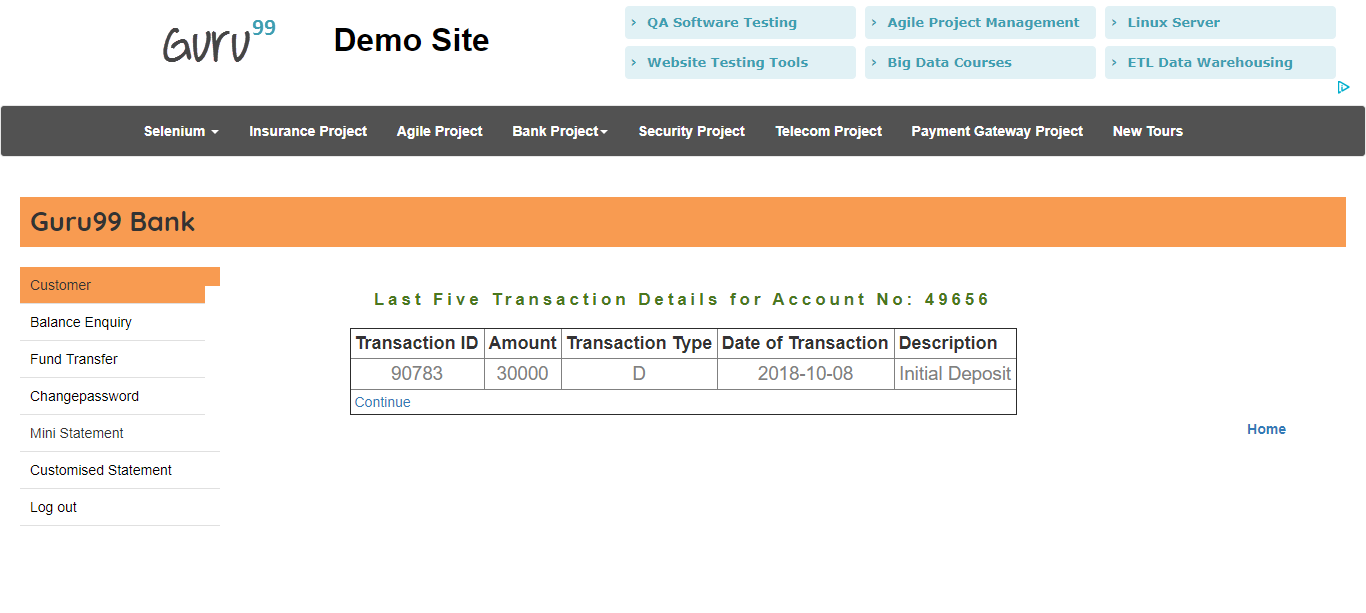 Guru99 Demo Site
› QA Software Testing › Agile Project Management › Linux Server
› Website Testing Tools › Big Data Courses › ETL Data Warehousing
Selenium Insurance Project Agile Project Bank Project Security Project Telecom Project Payment Gateway Project New Tours
Guru99 Bank
Customer
Balance Enquiry
Fund Transfer
Changepassword
Mini Statement
Customised Statement
Log out
Last Five Transaction Details for Account No: 49656
Transaction ID Amount Transaction Type Date of Transaction Description
90783 30000 D 2018-10-08 Initial Deposit
Continue
Home